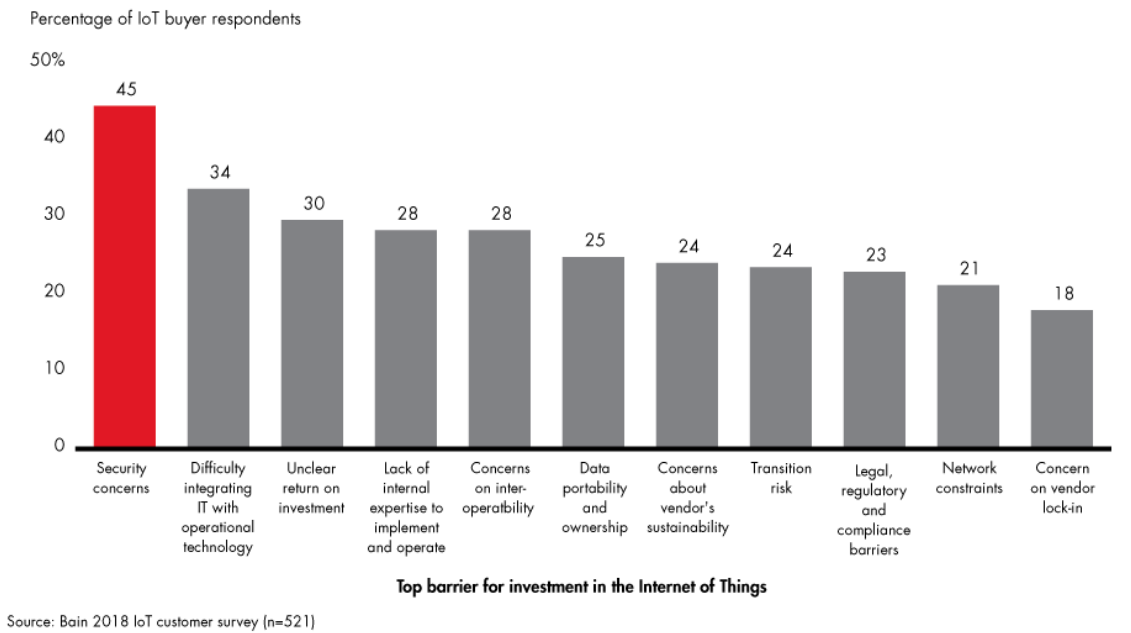 Percentage of IoT buyer respondents
50%
40
30
20
10
0
45
34
30
28
28
25
24
24
23
21
18
Security
concerns
Difficulty
integrating
IT with
operational
technology
Unclear
return on
investment
Lack of
internal
expertise to
implement
and operate
Concerns
on inter-
operatbility
Data
portability
and
ownership
Concerns
about
vendor's
sustainability
Transition
risk
Legal,
regulatory
and
compliance
barriers
Network
constraints
Concern
on vendor
lock-in
Top barrier for investment in the Internet of Things
Source: Bain 2018 IoT customer survey (n=521)